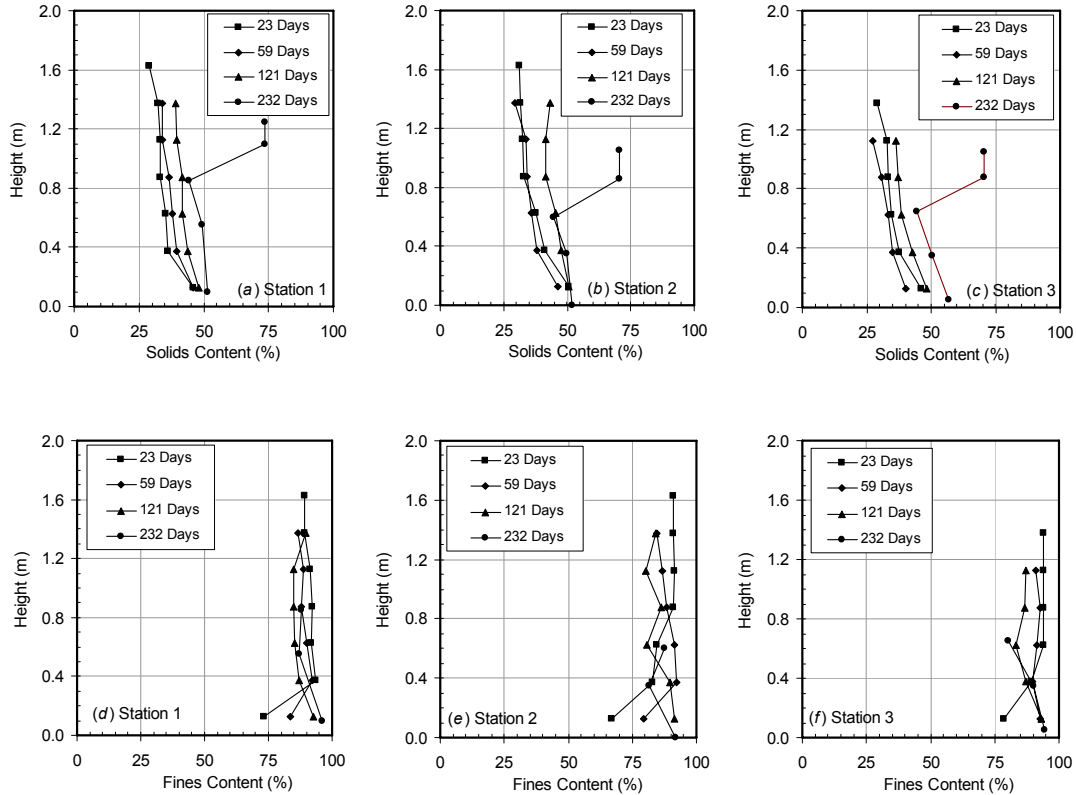 2.0
1.6
1.2
0.8
0.4
0.0
Height (m)
23 Days
59 Days
121 Days
232 Days
(a) Station 1
0 25 50 75 100
Solids Content (%)
2.0
1.6
1.2
0.8
0.4
0.0
Height (m)
23 Days
59 Days
121 Days
232 Days
(b) Station 2
0 25 50 75 100
Solids Content (%)
2.0
1.6
1.2
0.8
0.4
0.0
Height (m)
23 Days
59 Days
121 Days
232 Days
(c) Station 3
0 25 50 75 100
Solids Content (%)
2.0
1.6
1.2
0.8
0.4
0.0
Height (m)
23 Days
59 Days
121 Days
232 Days
(d) Station 1
0 25 50 75 100
Fines Content (%)
2.0
1.6
1.2
0.8
0.4
0.0
Height (m)
23 Days
59 Days
121 Days
232 Days
(e) Station 2
0 25 50 75 100
Fines Content (%)
2.0
1.6
1.2
0.8
0.4
0.0
Height (m)
23 Days
59 Days
121 Days
232 Days
(f) Station 3
0 25 50 75 100
Fines Content (%)